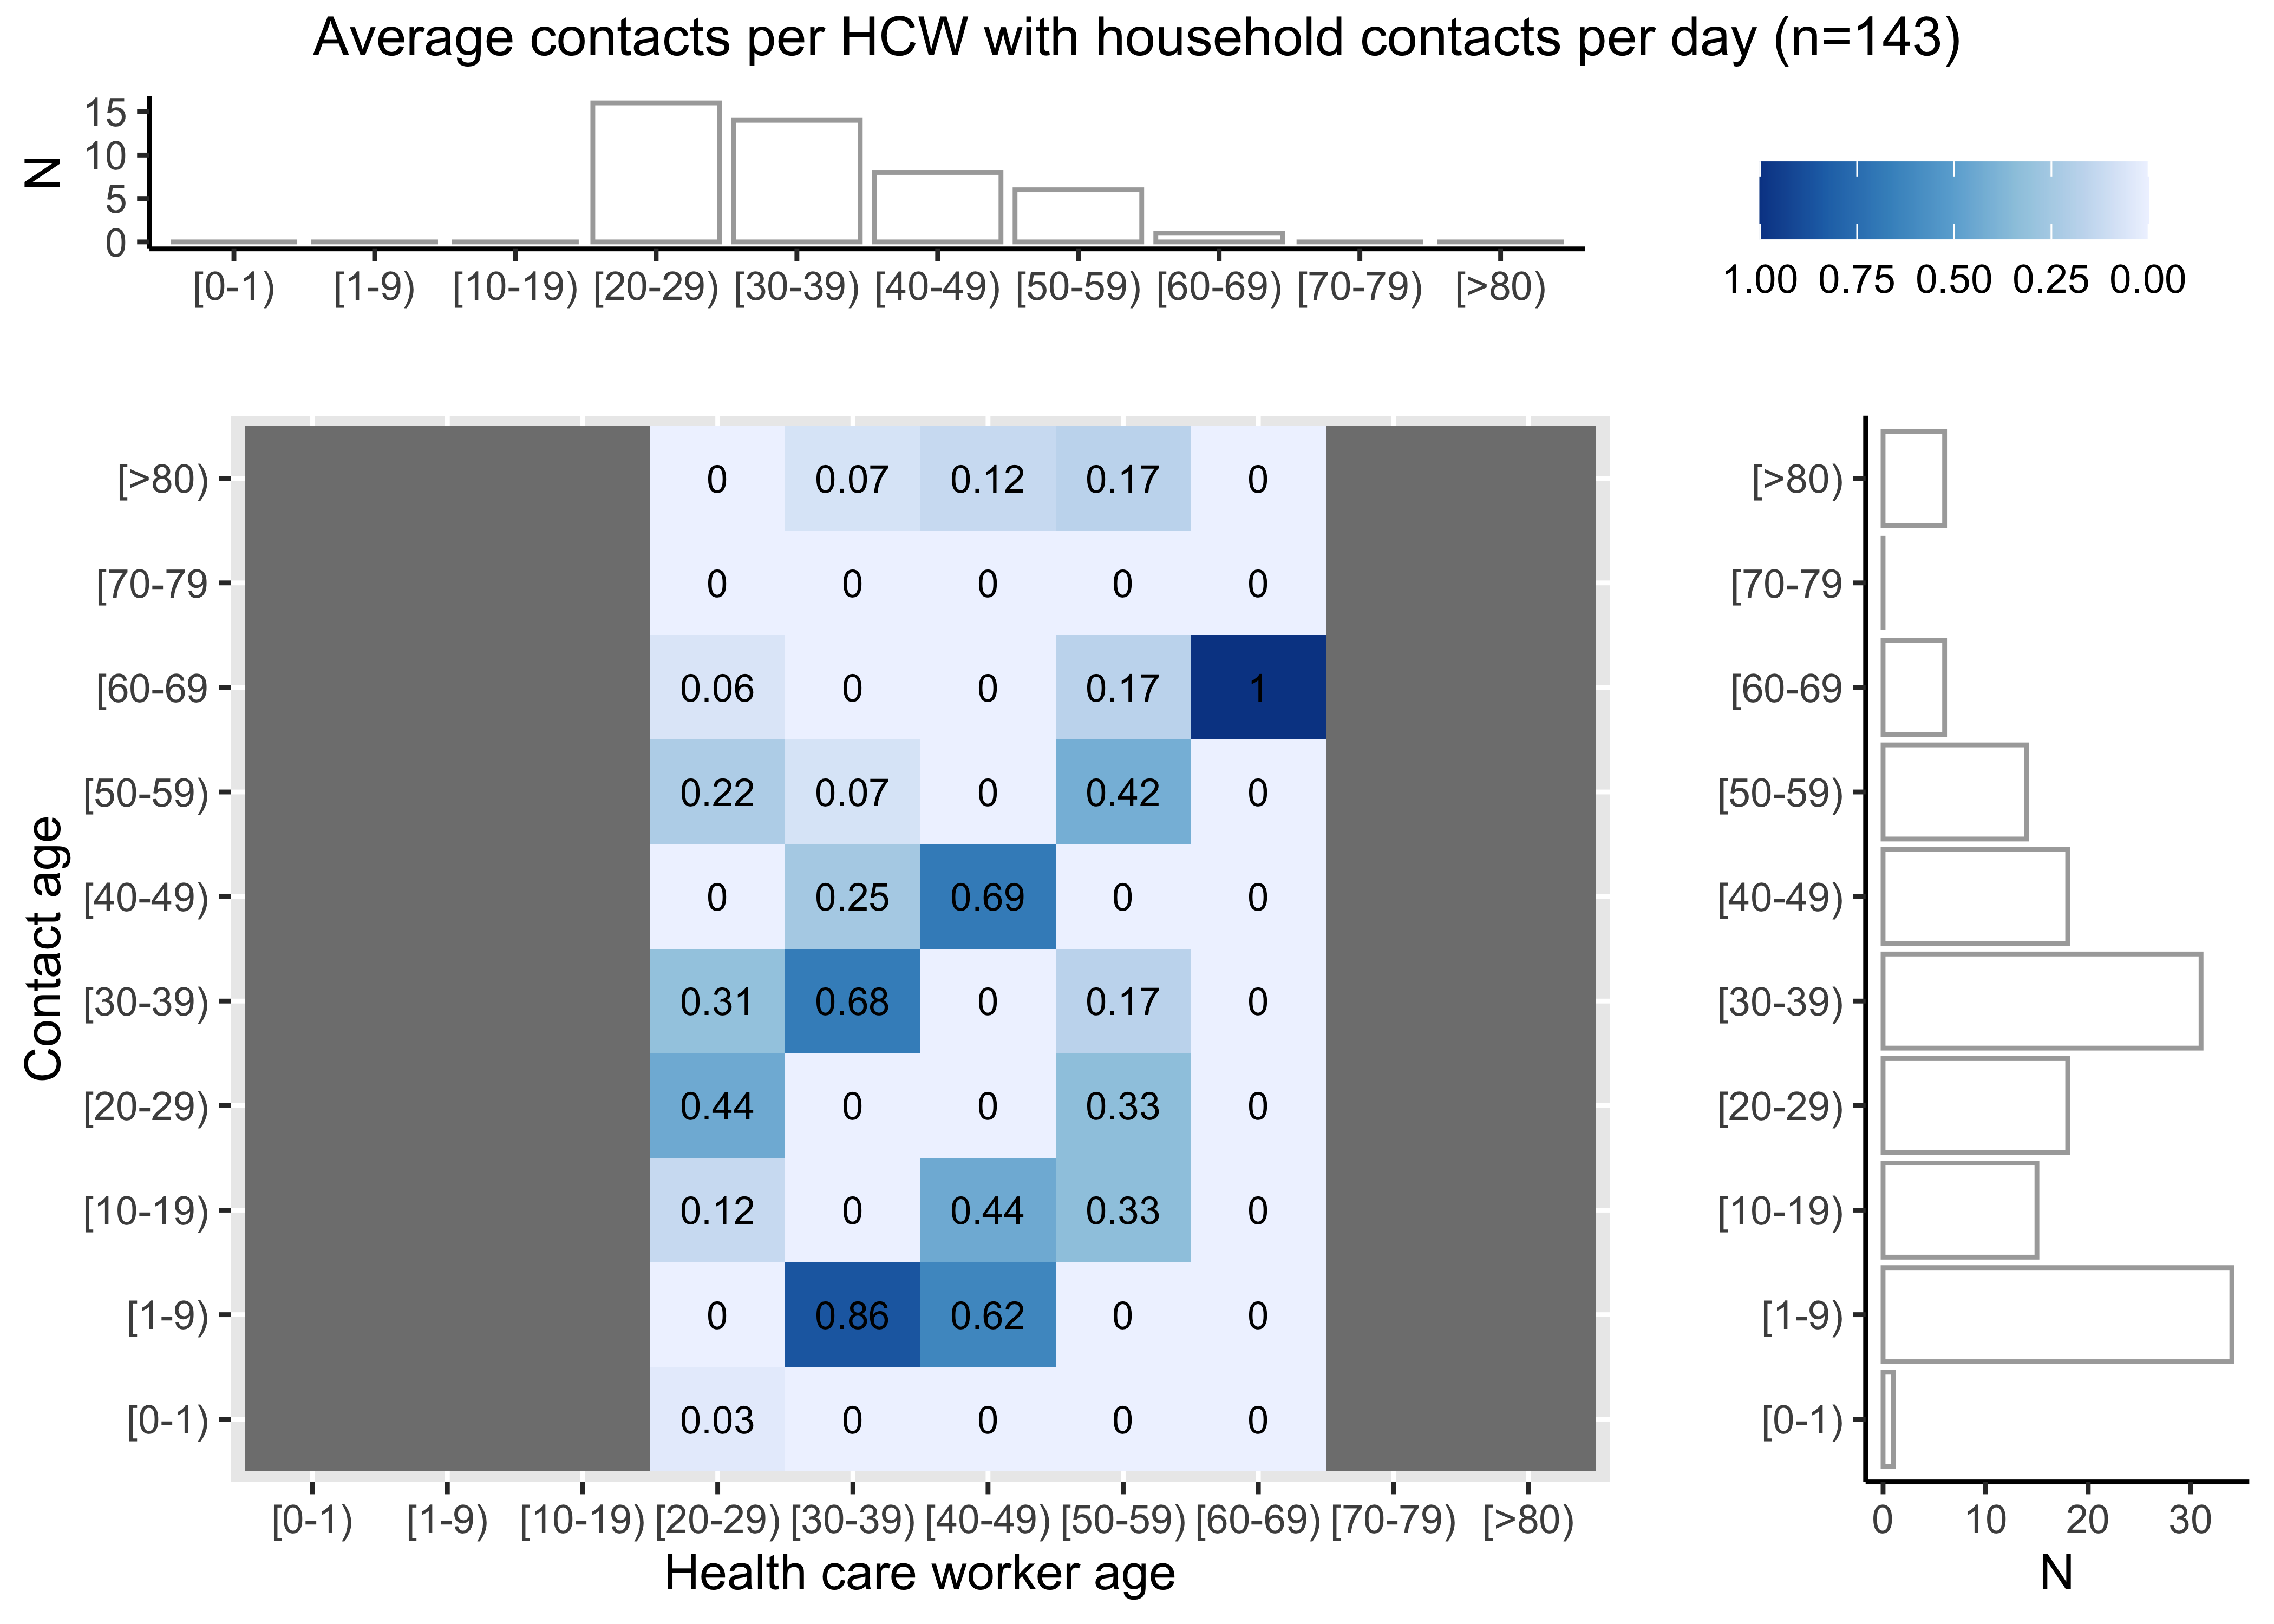 Average contacts per HCW with household contacts per day (n=143)
N
15
10
5
0
[0-1) [1-9) [10-19) [20-29) [30-39) [40-49) [50-59) [60-69) [70-79) [>80)
1.00 0.75 0.50 0.25 0.00
Contact age
[>80) 0 0.07 0.12 0.17 0
[70-79 0 0 0 0 0
[60-69 0.06 0 0 0.17 1
[50-59) 0.22 0.07 0 0.42 0
[40-49) 0 0.25 0.69 0 0
[30-39) 0.31 0.68 0 0.17 0
[20-29) 0.44 0 0 0.33 0
[10-19) 0.12 0 0.44 0.33 0
[1-9) 0 0.86 0.62 0 0
[0-1) 0.03 0 0 0 0
[0-1) [1-9) [10-19) [20-29) [30-39) [40-49) [50-59) [60-69) [70-79) [>80)
Health care worker age
[>80)
[70-79
[60-69
[50-59)
[40-49)
[30-39)
[20-29)
[10-19)
[1-9)
[0-1)
0 10 20 30
N